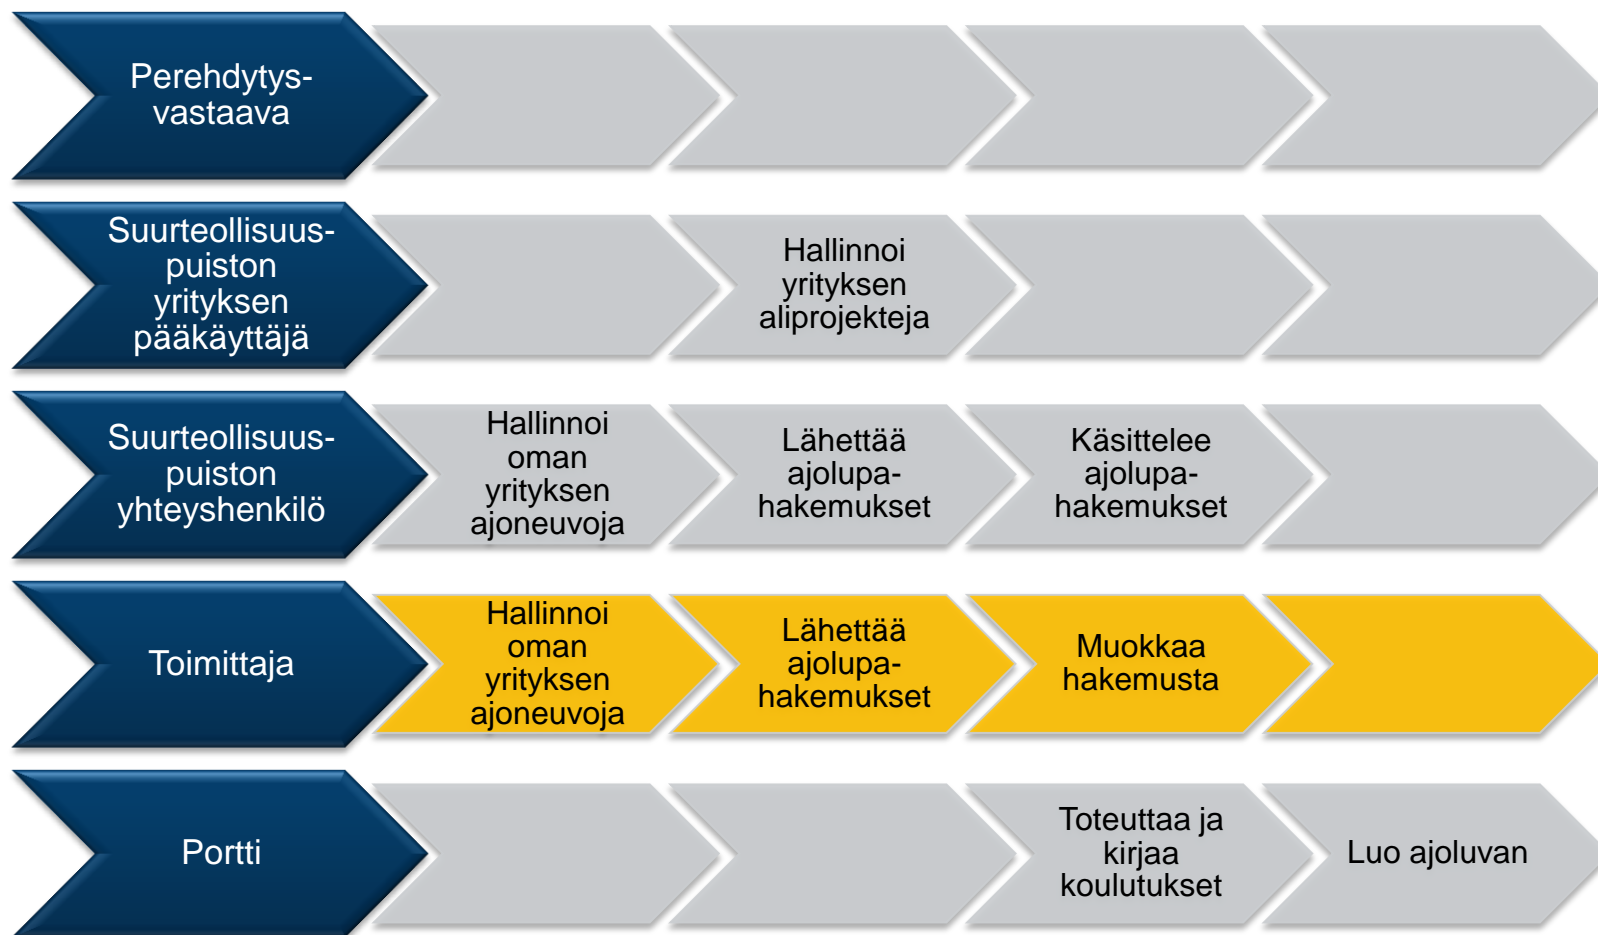 Perehdytys-
vastaava
Suurteollisuus-
puiston
yrityksen
pääkäyttäjä
Hallinnoi
yrityksen
aliprojekteja
Suurteollisuus-
puiston
yhteyshenkilö
Hallinnoi
oman
yrityksen
ajoneuvoja
Lähettää
ajolupa-
hakemukset
Käsittelee
ajolupa-
hakemukset
Toimittaja
Hallinnoi
oman
yrityksen
ajoneuvoja
Lähettää
ajolupa-
hakemukset
Muokkaa
hakemusta
Portti
Toteuttaa ja
kirjaa
koulutukset
Luo ajoluvan